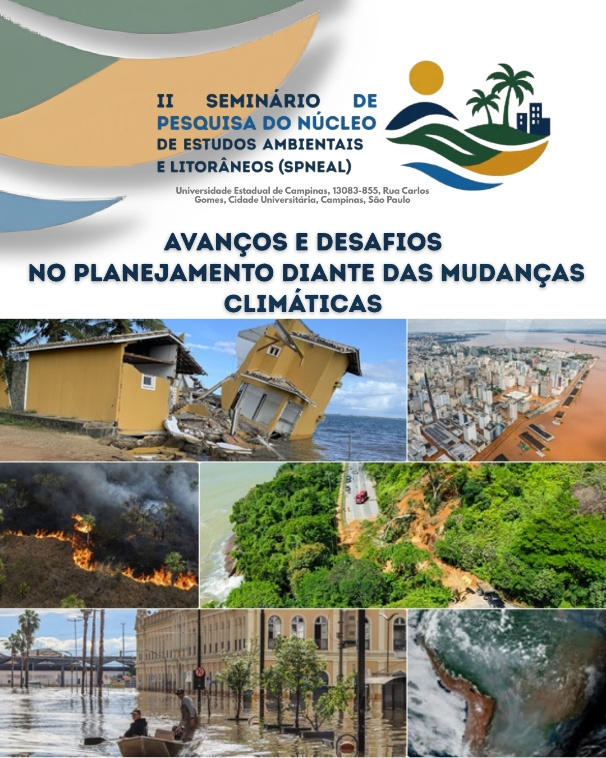 II SEMINÁRIO DE
PESQUISA DO NÚCLEO
DE ESTUDOS AMBIENTAIS
E LITORÂNEOS (SPNEAL)
Universidade Estadual de Campinas, 13083-855, Rua Carlos
Gomes, Cidade Universitária, Campinas, São Paulo
AVANÇOS E DESAFIOS
NO PLANEJAMENTO DIANTE DAS MUDANÇAS
CLIMÁTICAS